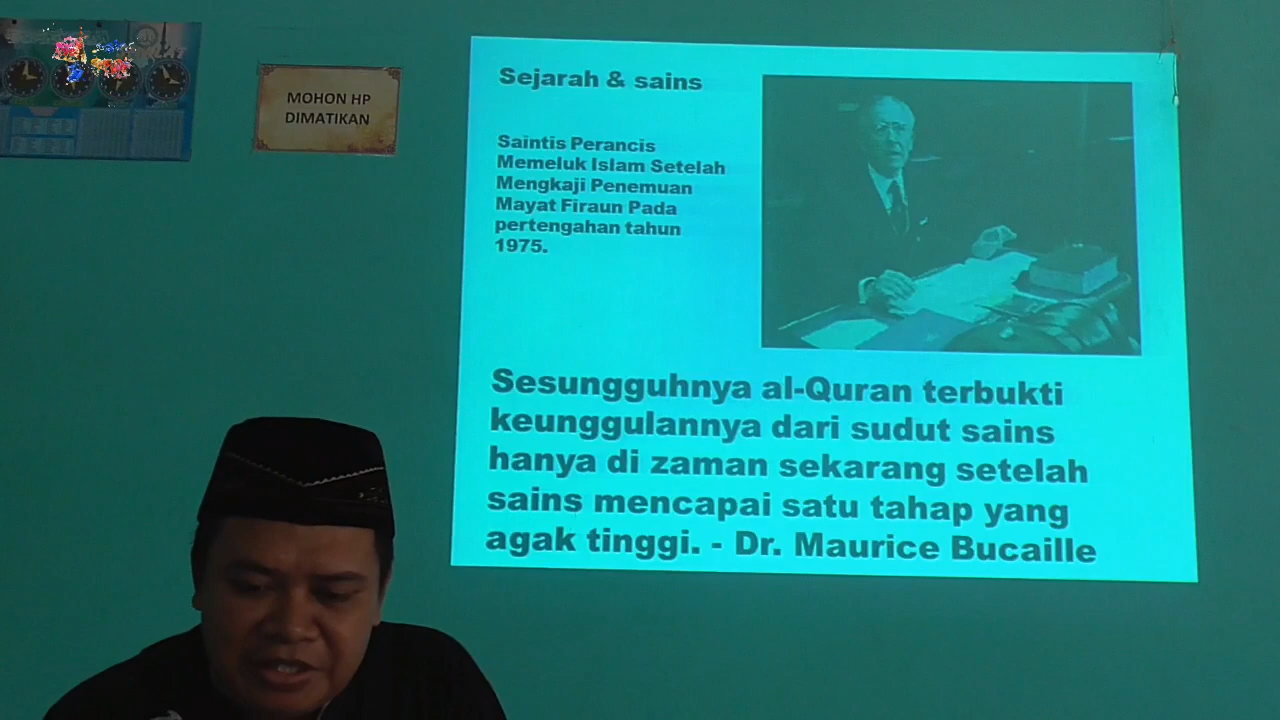 MOHON HP
DIMATIKAN
Sejarah & sains
Saintis Perancis
Memeluk Islam Setelah
Mengkaji Penemuan
Mayat Firaun Pada
pertengahan tahun
1975.
Sesungguhnya al-Quran terbukti
keunggulannya dari sudut sains
hanya di zaman sekarang setelah
sains mencapai satu tahap yang
agak tinggi. - Dr. Maurice Bucaille